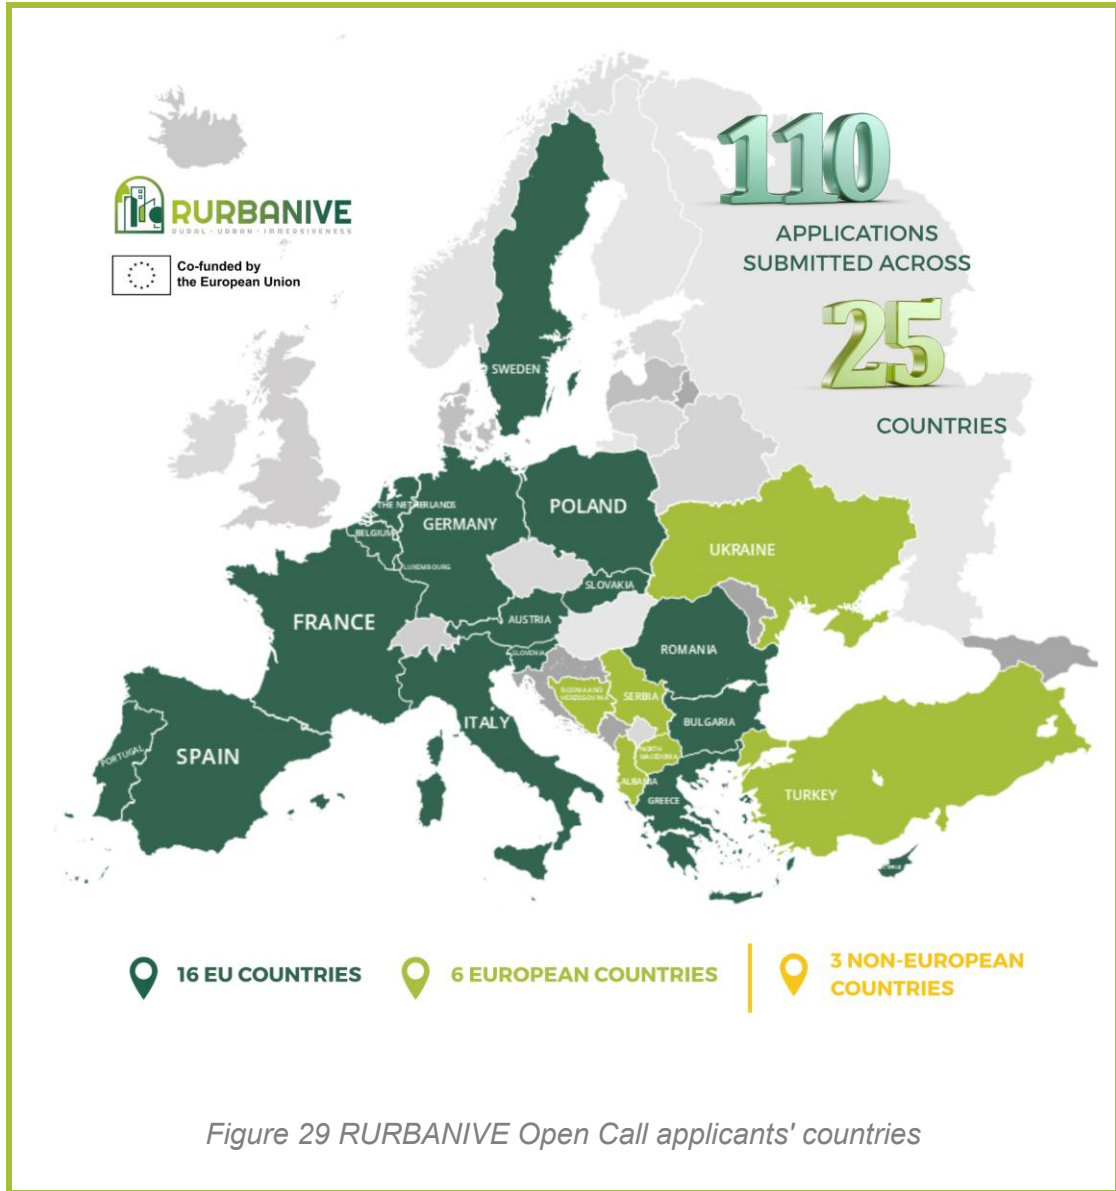 110
APPLICATIONS
SUBMITTED ACROSS
25
COUNTRIES
RURBANIVE
RURAL - URBAN - IMMERSIVENESS
Co-funded by
the European Union
SWEDEN
THE NETHERLANDS
BELGIUM
LUXEMBOURG
GERMANY
POLAND
UKRAINE
SLOVAKIA
FRANCE
AUSTRIA
SLOVENIA
ROMANIA
BOSNIA AND
HERZEGOVINA
SERBIA
ITALY
BULGARIA
PORTUGAL
SPAIN
NORTH
MACEDONIA
ALBANIA
GREECE
TURKEY
16 EU COUNTRIES
6 EUROPEAN COUNTRIES
3 NON-EUROPEAN
COUNTRIES
Figure 29 RURBANIVE Open Call applicants' countries